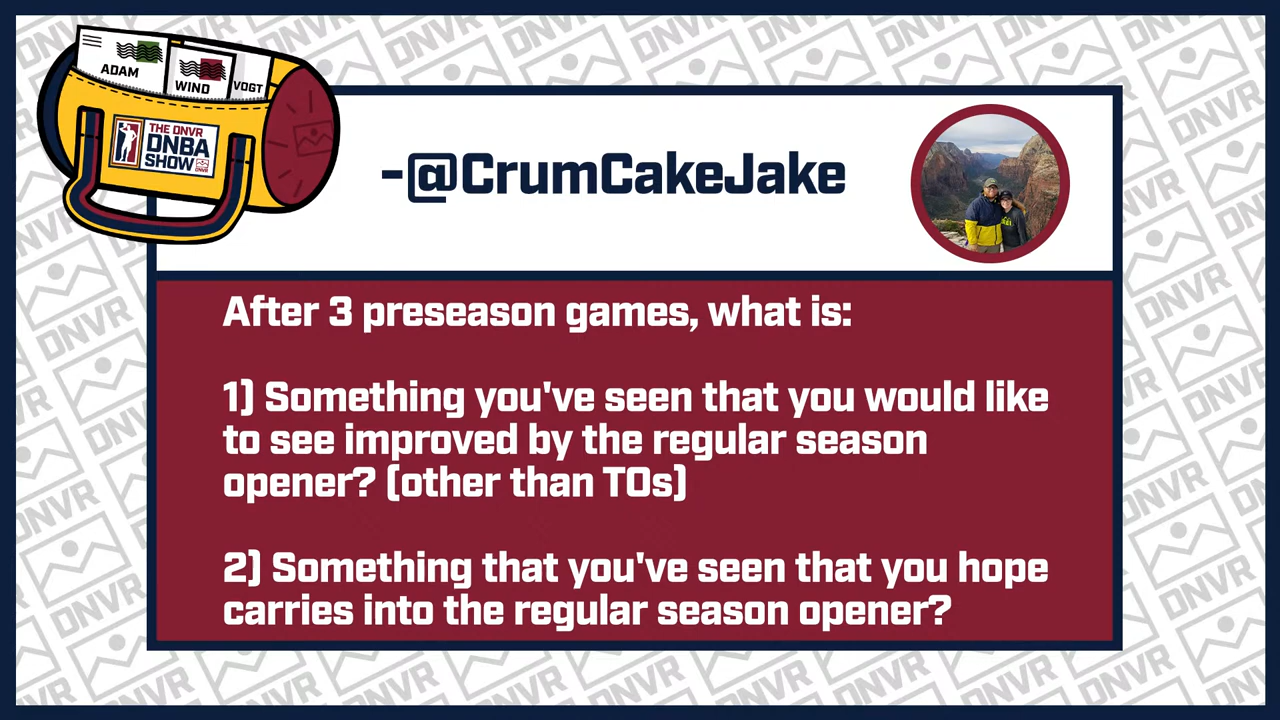 ADAM
WIND
VOGT
THE DNVR
DNBA
SHOW
DNVR
-@CrumCakeJake
After 3 preseason games, what is:
1) Something you've seen that you would like
to see improved by the regular season
opener? (other than TOs)
2) Something that you've seen that you hope
carries into the regular season opener?